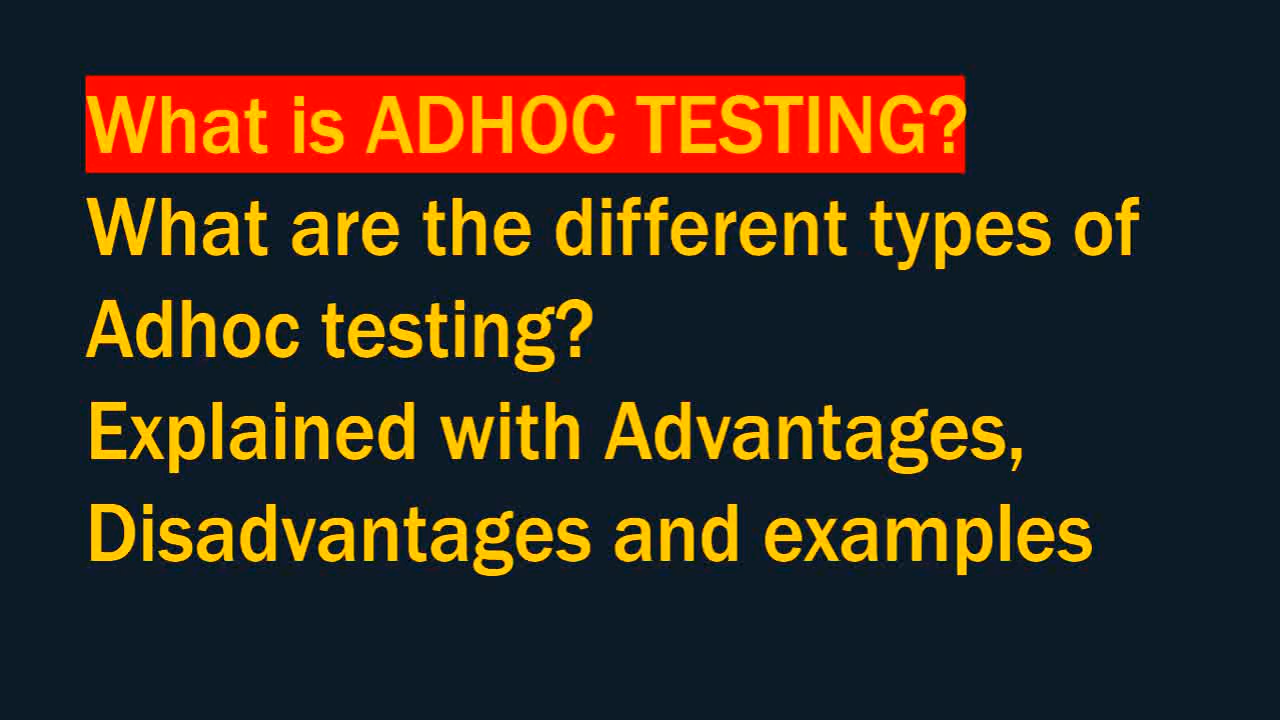 What is ADHOC TESTING?
What are the different types of
Adhoc testing?
Explained with Advantages,
Disadvantages and examples